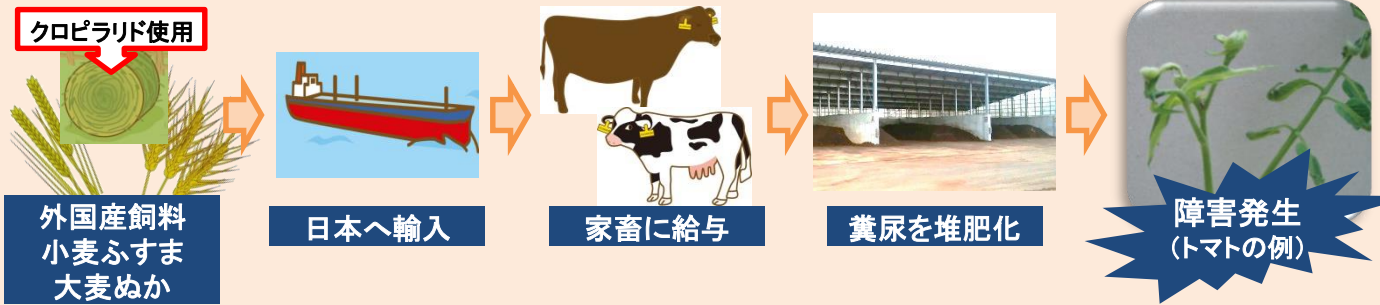 クロピラリド使用
外国産飼料
小麦ふすま
大麦ぬか
日本へ輸入
家畜に給与
糞尿を堆肥化
障害発生
(トマトの例)